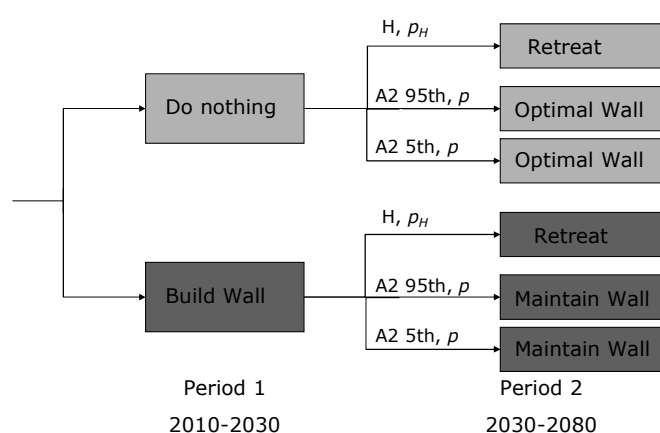 H, pH
Retreat
Do nothing
A2 95th, p
Optimal Wall
A2 5th, p
Optimal Wall
H, pH
Retreat
Build Wall
A2 95th, p
Maintain Wall
A2 5th, p
Maintain Wall
Period 1
Period 2
2010-2030
2030-2080